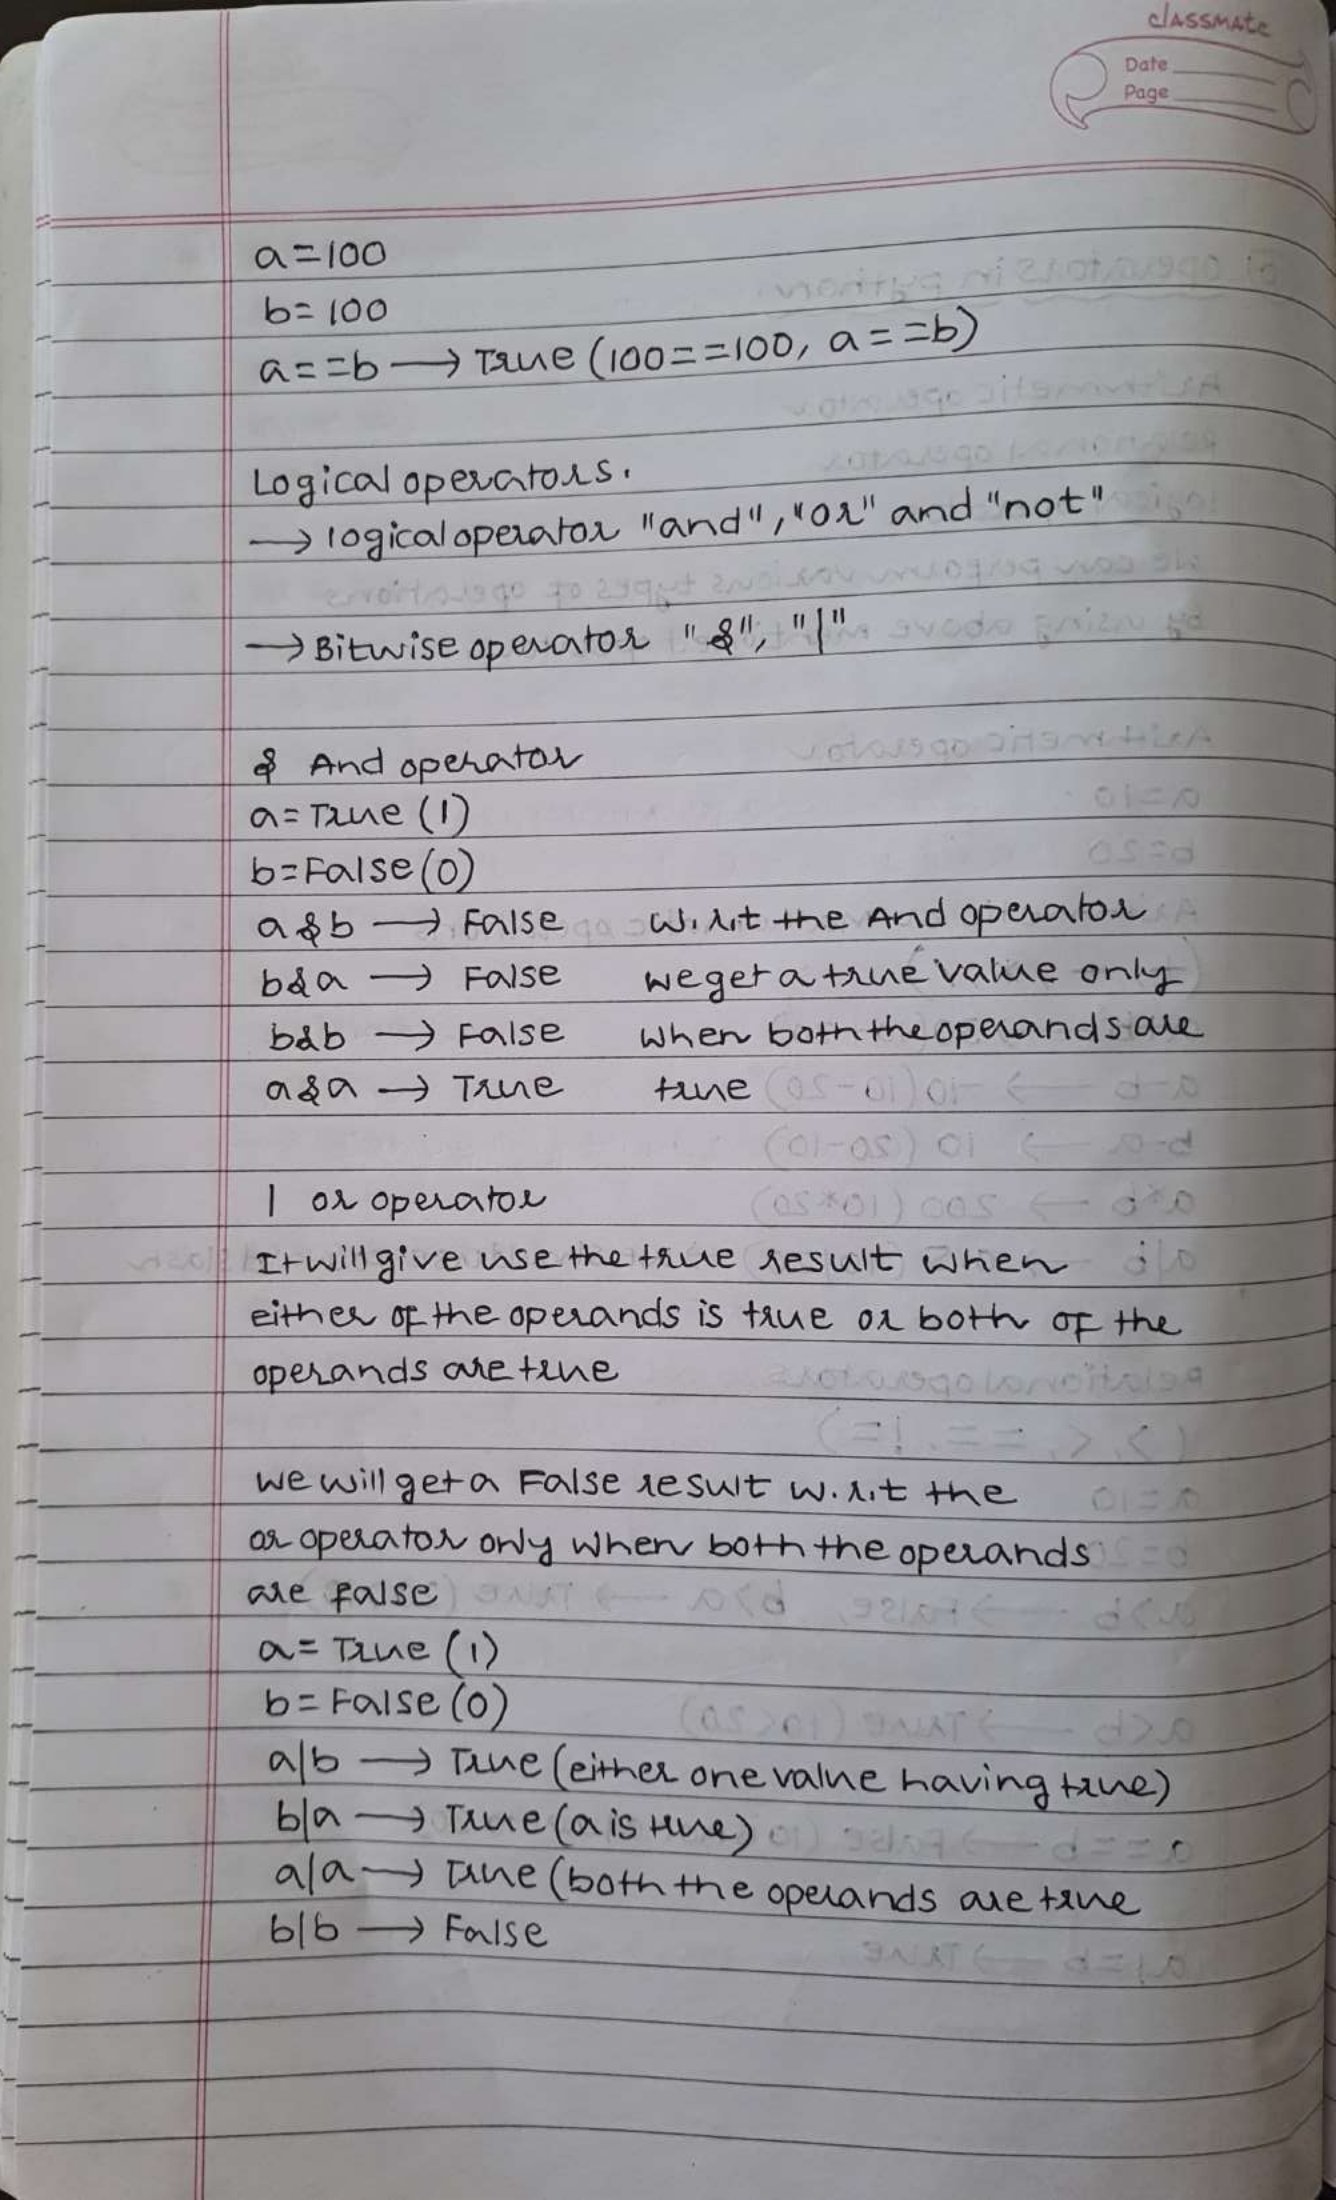 classmate
Date
Page
a=100
b=100
a==b → True (100==100, a==b)
Logical operators.
→ logical operator "and", "or" and "not"
→ Bitwise operator "&", "|"
& And operator
a=True (1)
b=False (0)
a&b → False w.r.t the And operator
b&a → False we get a true value only
b&b → False when both the operands are
a&a → True true
| or operator
It will give use the true result when
either of the operands is true or both of the
operands are true
we will get a False result w.r.t the
or operator only when both the operands
are false
a= True (1)
b= False (0)
a|b → True (either one value having true)
b|a → True (a is true)
a|a → True (both the operands are true
b|b → False